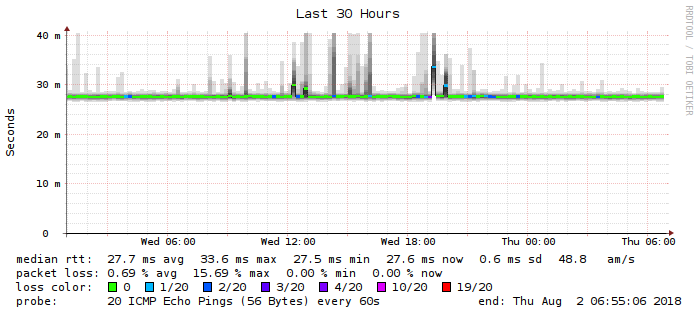 Last 30 Hours
RRDTOOL / TOBI OETIKER
Seconds
40 m
30 m
20 m
10 m
0
Wed 06:00 Wed 12:00 Wed 18:00 Thu 00:00 Thu 06:00
median rtt: 27.7 ms avg 33.6 ms max 27.5 ms min 27.6 ms now 0.6 ms sd 48.8 am/s
packet loss: 0.69 % avg 15.69 % max 0.00 % min 0.00 % now
loss color: 0 1/20 2/20 3/20 4/20 10/20 19/20
probe: 20 ICMP Echo Pings (56 Bytes) every 60s end: Thu Aug 2 06:55:06 2018